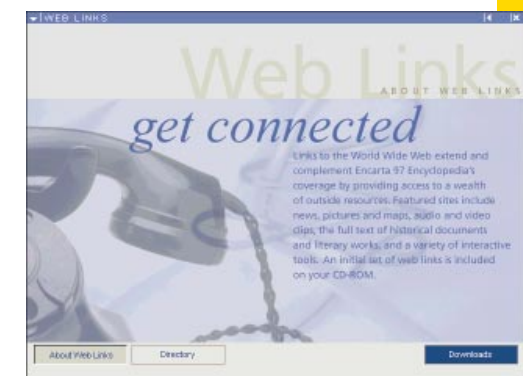 WEB LINKS
Web Links
ABOUT WEB LINKS
get connected
Links to the World Wide Web extend and
complement Encarta 97 Encyclopedia's
coverage by providing access to a wealth
of outside resources. Featured sites include
news, pictures and maps, audio and video
clips, the full text of historical documents
and literary works, and a variety of interactive
tools. An initial set of web links is included
on your CD-ROM.
About Web Links
Directory
Downloads